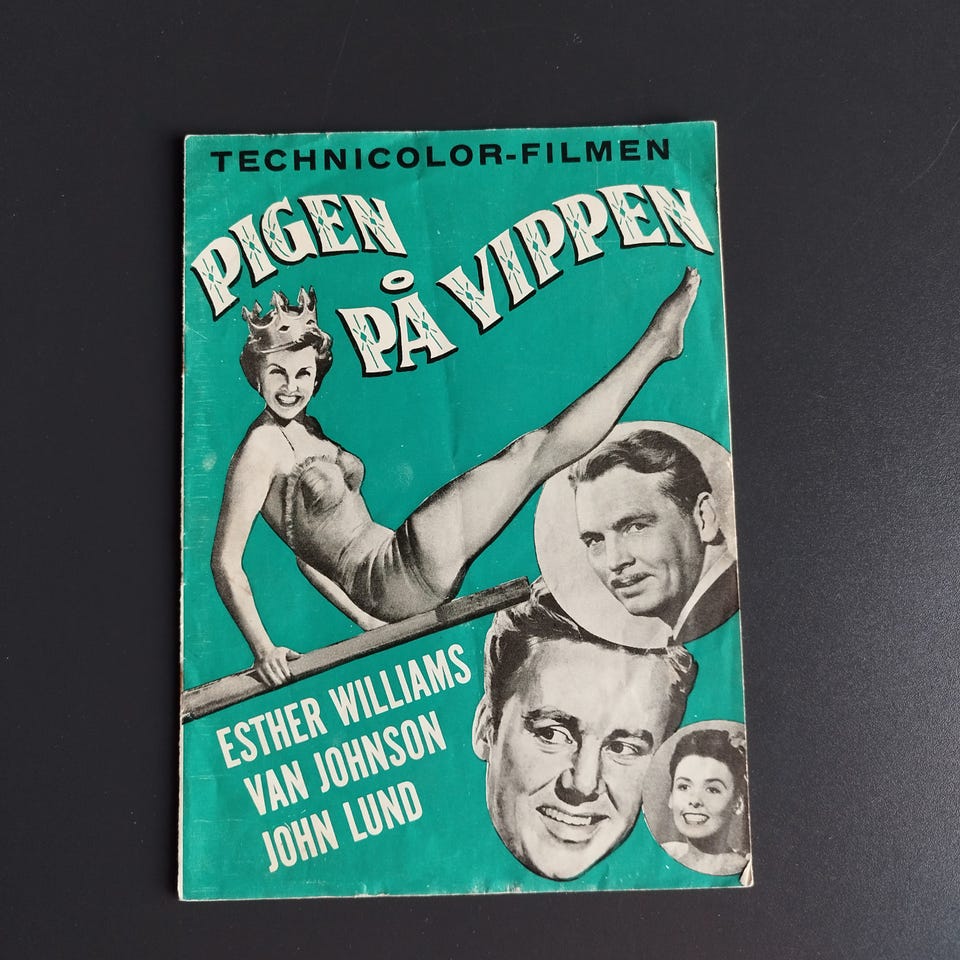 TECHNICOLOR-FILMEN
PIGEN
PÅ VIPPEN
ESTHER WILLIAMS
VAN JOHNSON
JOHN LUND